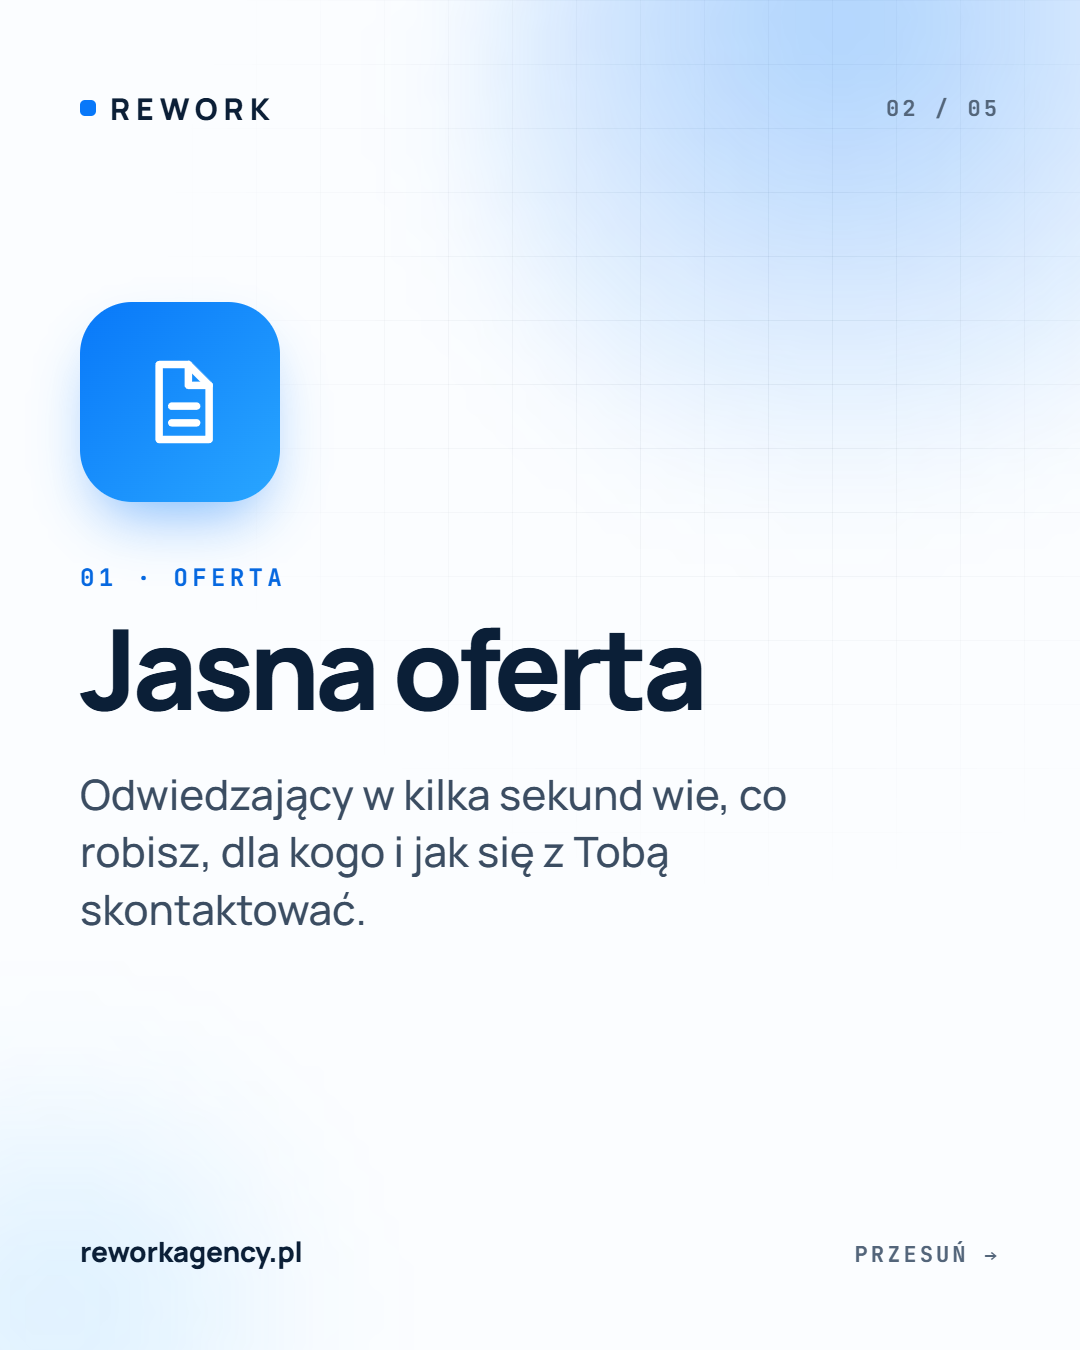 REWORK
02 / 05
01 · OFERTA
Jasna oferta
Odwiedzający w kilka sekund wie, co
robisz, dla kogo i jak się z Tobą
skontaktować.
reworkagency.pl
PRZESUŃ →